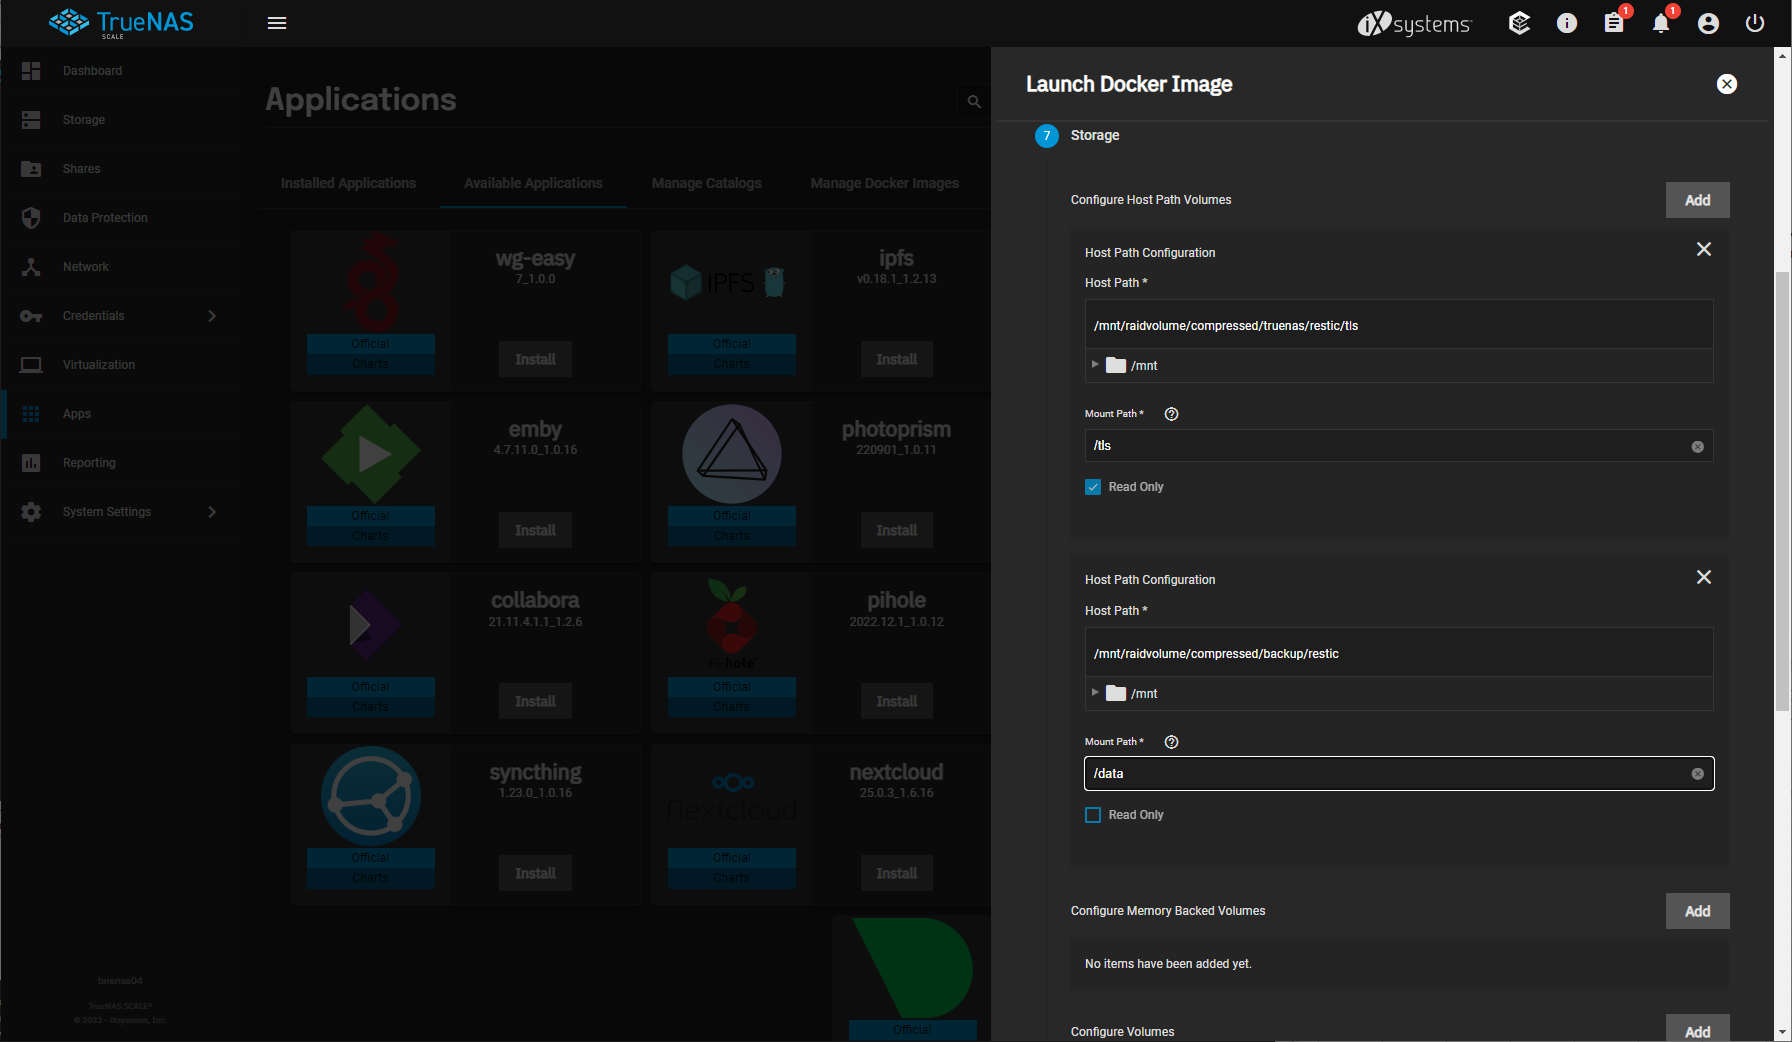 TrueNAS
SCALE
iXsystems
1
1
Dashboard
Storage
Shares
Data Protection
Network
Credentials
Virtualization
Apps
Reporting
System Settings
bnenas04
TrueNAS SCALE®
© 2022 - iXsystems, Inc.
Applications
Installed Applications
Available Applications
Manage Catalogs
Manage Docker Images
wg-easy
7_1.0.0
Official
Charts
Install
IPFS
ipfs
v0.18.1_1.2.13
Official
Charts
Install
emby
4.7.11.0_1.0.16
Official
Charts
Install
photoprism
220901_1.0.11
Official
Charts
Install
collabora
21.11.4.1.1_1.2.6
Official
Charts
Install
Pi-hole
pihole
2022.12.1_1.0.12
Official
Charts
Install
syncthing
1.23.0_1.0.16
Official
Charts
Install
Nextcloud
nextcloud
25.0.3_1.6.16
Official
Charts
Install
Official
Launch Docker Image
7
Storage
Configure Host Path Volumes
Add
Host Path Configuration
Host Path *
/mnt/raidvolume/compressed/truenas/restic/tls
/mnt
Mount Path *
/tls
Read Only
Host Path Configuration
Host Path *
/mnt/raidvolume/compressed/backup/restic
/mnt
Mount Path *
/data
Read Only
Configure Memory Backed Volumes
Add
No items have been added yet.
Configure Volumes
Add